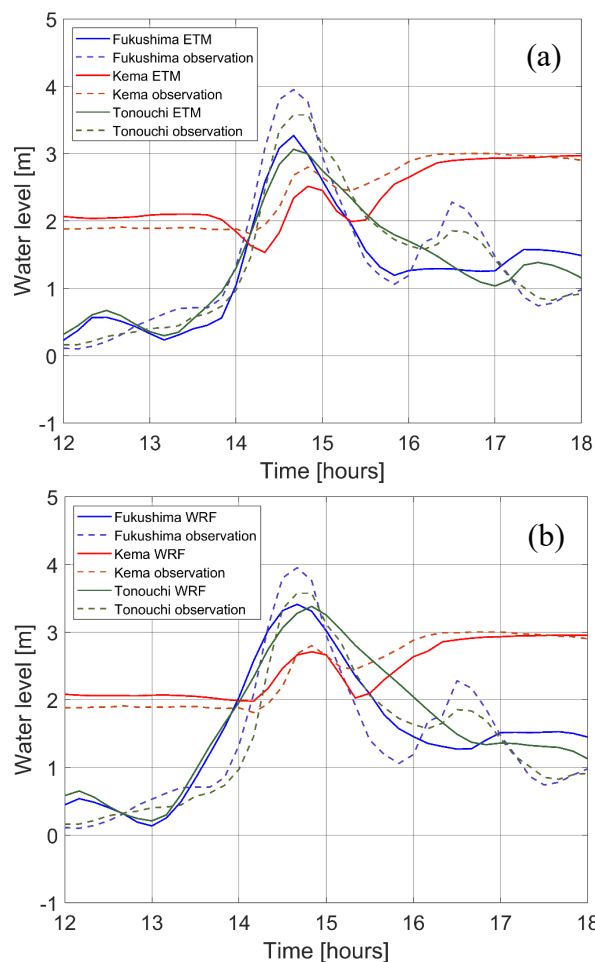 (a)
Fukushima ETM
Fukushima observation
Kema ETM
Kema observation
Tonouchi ETM
Tonouchi observation
5
4
3
2
1
0
-1
Water level [m]
12 13 14 15 16 17 18
Time [hours]
(b)
Fukushima WRF
Fukushima observation
Kema WRF
Kema observation
Tonouchi WRF
Tonouchi observation
5
4
3
2
1
0
-1
Water level [m]
12 13 14 15 16 17 18
Time [hours]